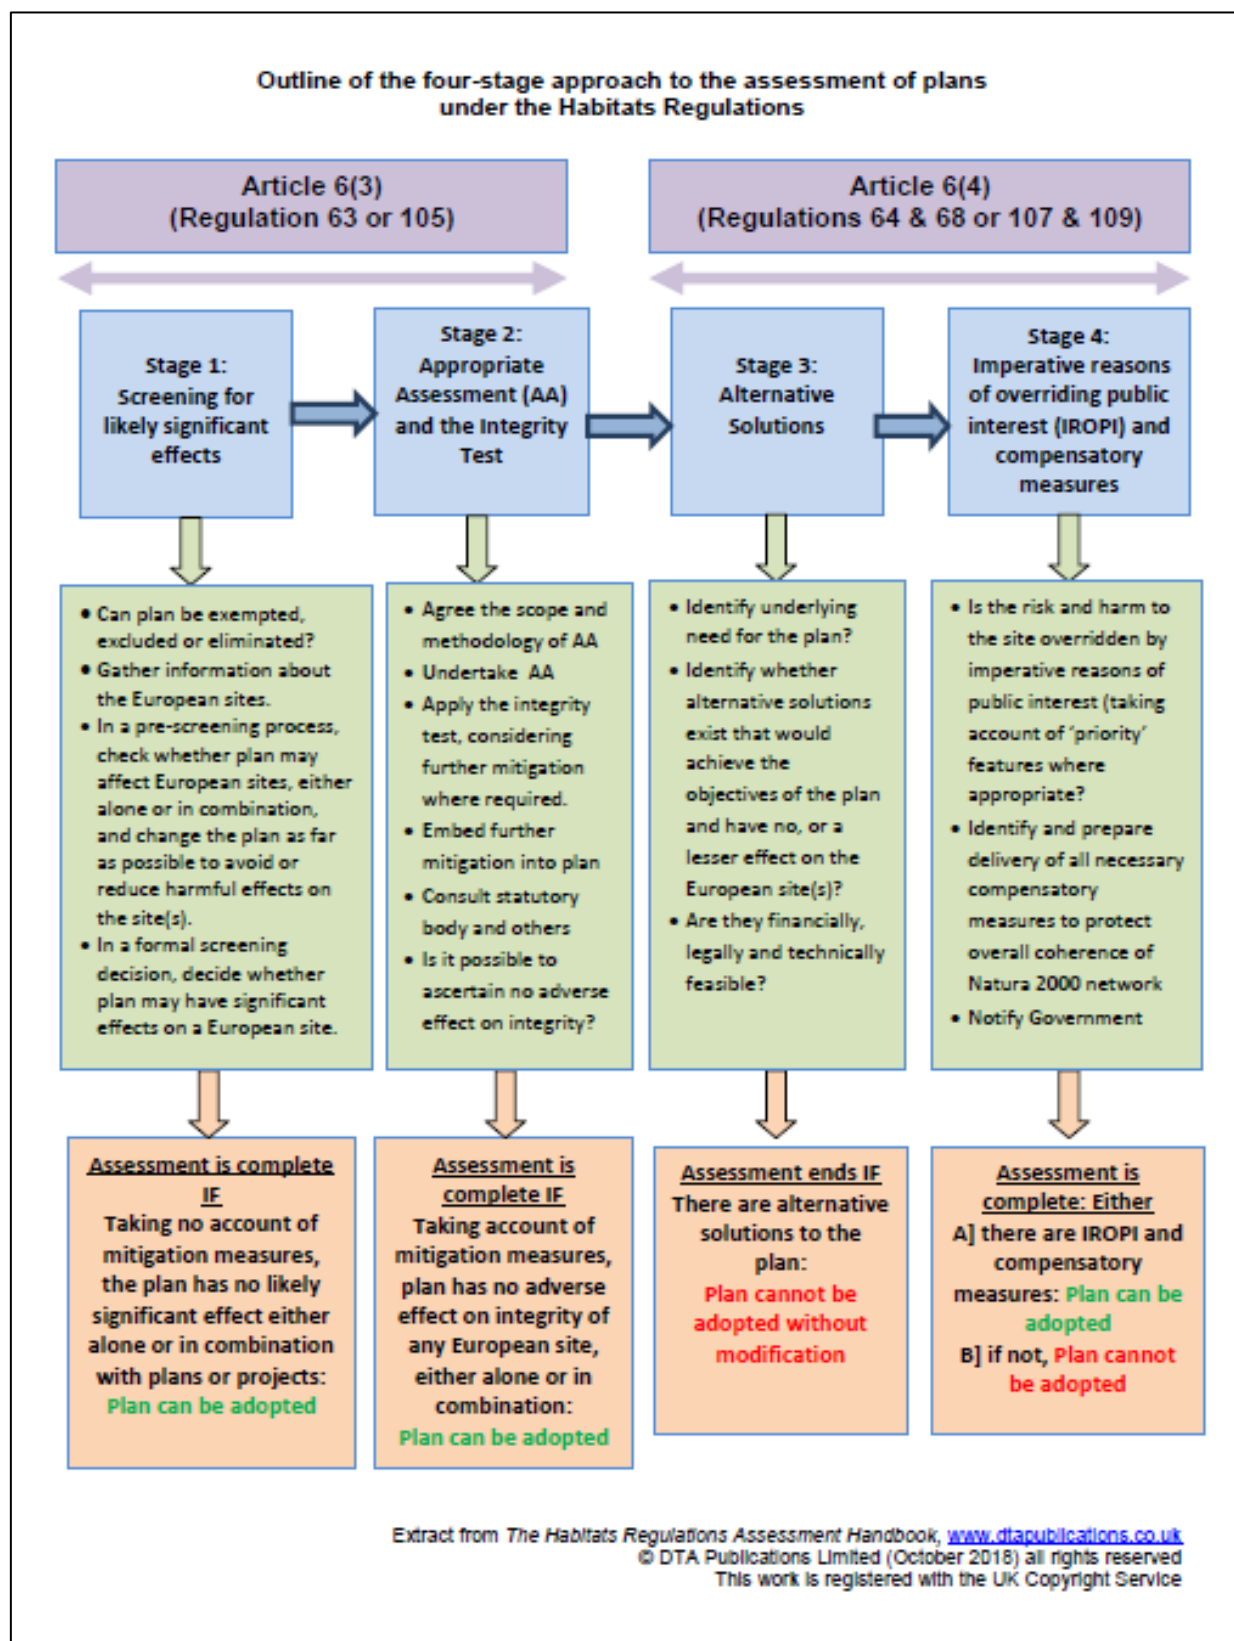 Outline of the four-stage approach to the assessment of plans
under the Habitats Regulations
Article 6(3)
(Regulation 63 or 105)
Article 6(4)
(Regulations 64 & 68 or 107 & 109)
Stage 1:
Screening for
likely significant
effects
Stage 2:
Appropriate
Assessment (AA)
and the Integrity
Test
Stage 3:
Alternative
Solutions
Stage 4:
Imperative reasons
of overriding public
interest (IROPI) and
compensatory
measures
• Can plan be exempted,
excluded or eliminated?
• Gather information about
the European sites.
• In a pre-screening process,
check whether plan may
affect European sites, either
alone or in combination,
and change the plan as far
as possible to avoid or
reduce harmful effects on
the site(s).
• In a formal screening
decision, decide whether
plan may have significant
effects on a European site.
• Agree the scope and
methodology of AA
• Undertake AA
• Apply the integrity
test, considering
further mitigation
where required.
• Embed further
mitigation into plan
• Consult statutory
body and others
• Is it possible to
ascertain no adverse
effect on integrity?
• Identify underlying
need for the plan?
• Identify whether
alternative solutions
exist that would
achieve the
objectives of the plan
and have no, or a
lesser effect on the
European site(s)?
• Are they financially,
legally and technically
feasible?
• Is the risk and harm to
the site overridden by
imperative reasons of
public interest (taking
account of ‘priority’
features where
appropriate?
• Identify and prepare
delivery of all necessary
compensatory
measures to protect
overall coherence of
Natura 2000 network
• Notify Government
Assessment is complete
IF
Taking no account of
mitigation measures,
the plan has no likely
significant effect either
alone or in combination
with plans or projects:
Plan can be adopted
Assessment is
complete IF
Taking account of
mitigation measures,
plan has no adverse
effect on integrity of
any European site,
either alone or in
combination:
Plan can be adopted
Assessment ends IF
There are alternative
solutions to the
plan:
Plan cannot be
adopted without
modification
Assessment is
complete: Either
A] there are IROPI and
compensatory
measures: Plan can be
adopted
B] if not, Plan cannot
be adopted
Extract from The Habitats Regulations Assessment Handbook, www.dtapublications.co.uk
© DTA Publications Limited (October 2018) all rights reserved
This work is registered with the UK Copyright Service